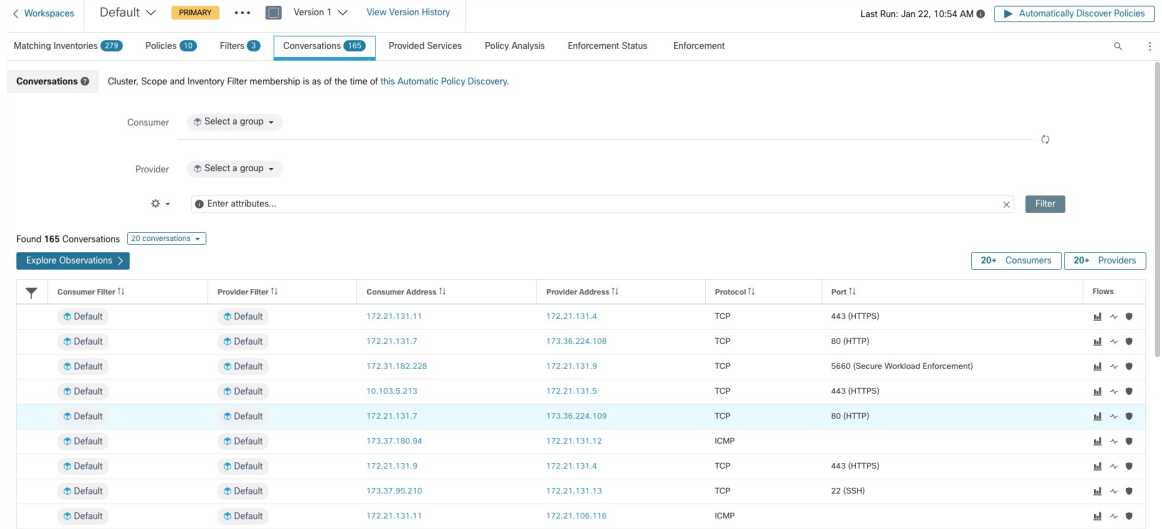 Workspaces Default PRIMARY ... Version 1 View Version History Last Run: Jan 22, 10:54 AM Automatically Discover Policies
Matching Inventories 279 Policies 10 Filters 3 Conversations 165 Provided Services Policy Analysis Enforcement Status Enforcement
Conversations Cluster, Scope and Inventory Filter membership is as of the time of this Automatic Policy Discovery.
Consumer Select a group
Provider Select a group
Enter attributes... Filter
Found 165 Conversations 20 conversations
Explore Observations 20+ Consumers 20+ Providers
Consumer Filter Provider Filter Consumer Address Provider Address Protocol Port Flows
Default Default 172.21.131.11 172.21.131.4 TCP 443 (HTTPS)
Default Default 172.21.131.7 173.36.224.108 TCP 80 (HTTP)
Default Default 172.31.182.228 172.21.131.9 TCP 5660 (Secure Workload Enforcement)
Default Default 10.103.5.213 172.21.131.5 TCP 443 (HTTPS)
Default Default 172.21.131.7 173.36.224.109 TCP 80 (HTTP)
Default Default 173.37.180.94 172.21.131.12 ICMP
Default Default 172.21.131.9 172.21.131.4 TCP 443 (HTTPS)
Default Default 173.37.95.210 172.21.131.13 TCP 22 (SSH)
Default Default 172.21.131.11 172.21.106.116 ICMP